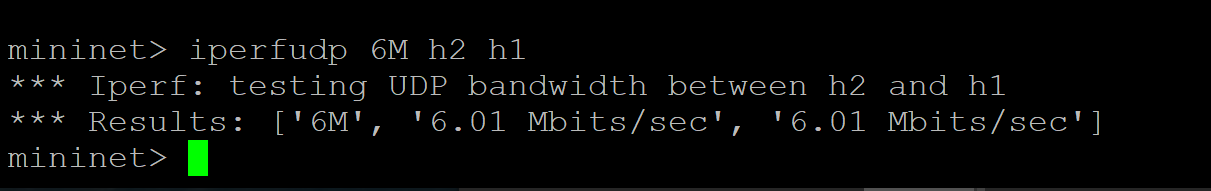 mininet> iperfudp 6M h2 h1
*** Iperf: testing UDP bandwidth between h2 and h1
*** Results: ['6M', '6.01 Mbits/sec', '6.01 Mbits/sec']
mininet>